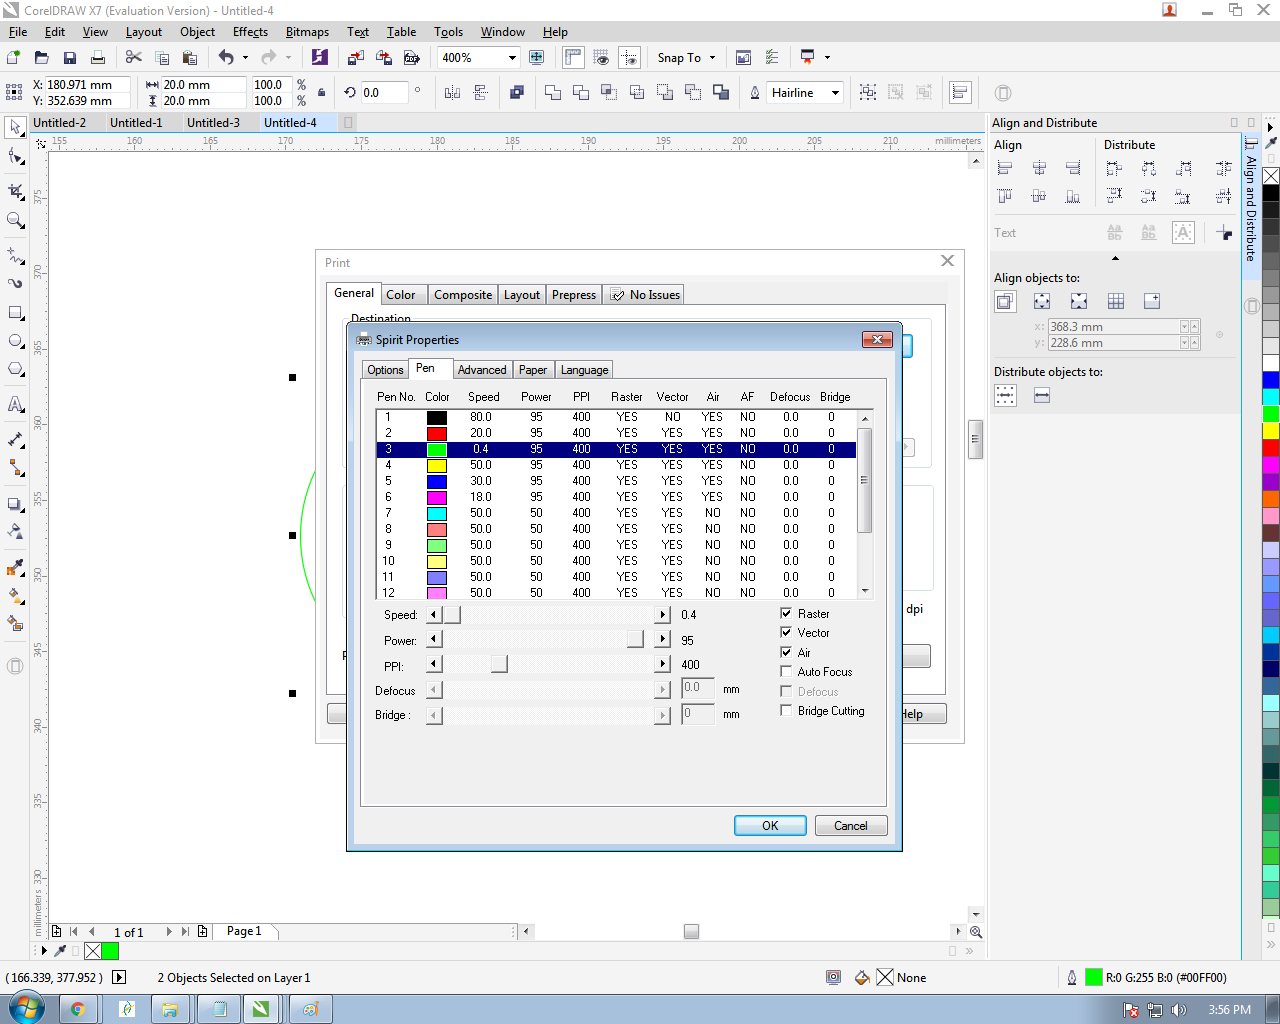 CorelDRAW X7 (Evaluation Version) - Untitled-4
File Edit View Layout Object Effects Bitmaps Text Table Tools Window Help
400% Snap To
X: 180.971 mm 20.0 mm 100.0 % 0.0 ° Hairline
Y: 352.639 mm 20.0 mm 100.0 %
Untitled-2 Untitled-1 Untitled-3 Untitled-4
155 160 165 170 175 180 185 190 195 200 205 210 millimeters
375
370
365
360
355
350
345
340
335
330
millimeters
Align and Distribute
Align Distribute
Text
Align objects to:
x: 368.3 mm
y: 228.6 mm
Distribute objects to:
Align and Distribute
Print
General Color Composite Layout Prepress No Issues
Destination
dpi
Help
Spirit Properties
Options Pen Advanced Paper Language
Pen No. Color Speed Power PPI Raster Vector Air AF Defocus Bridge
1 80.0 95 400 YES NO YES NO 0.0 0
2 20.0 95 400 YES YES YES NO 0.0 0
3 0.4 95 400 YES YES YES NO 0.0 0
4 50.0 95 400 YES YES YES NO 0.0 0
5 30.0 95 400 YES YES YES NO 0.0 0
6 18.0 95 400 YES YES YES NO 0.0 0
7 50.0 50 400 YES YES NO NO 0.0 0
8 50.0 50 400 YES YES NO NO 0.0 0
9 50.0 50 400 YES YES NO NO 0.0 0
10 50.0 50 400 YES YES NO NO 0.0 0
11 50.0 50 400 YES YES NO NO 0.0 0
12 50.0 50 400 YES YES NO NO 0.0 0
Speed: 0.4 Raster
Power: 95 Vector
Air
PPI: 400 Auto Focus
Defocus 0.0 mm Defocus
Bridge : 0 mm Bridge Cutting
OK Cancel
1 of 1 Page 1
(166.339, 377.952) 2 Objects Selected on Layer 1 None R:0 G:255 B:0 (#00FF00)
3:56 PM